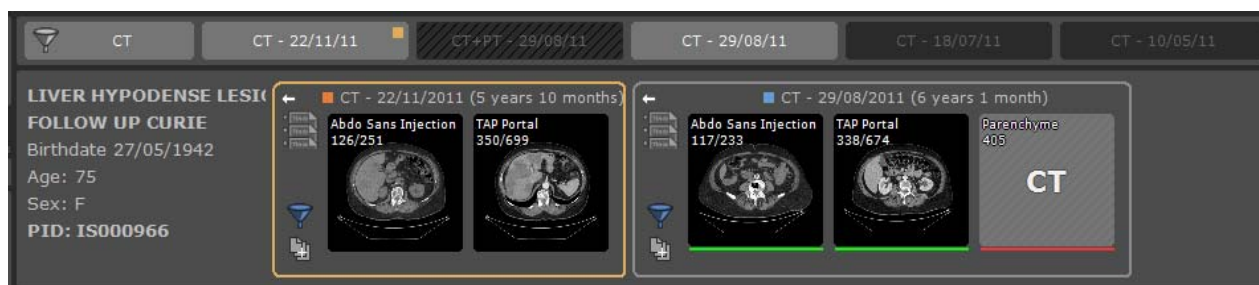 CT
CT - 22/11/11
CT+PT - 29/08/11
CT - 29/08/11
CT - 18/07/11
CT - 10/05/11
LIVER HYPODENSE LESI
FOLLOW UP CURIE
Birthdate 27/05/1942
Age: 75
Sex: F
PID: IS000966
CT - 22/11/2011 (5 years 10 months)
Abdo Sans Injection
126/251
TAP Portal
350/699
CT - 29/08/2011 (6 years 1 month)
Abdo Sans Injection
117/233
TAP Portal
338/674
Parenchyme
405
CT